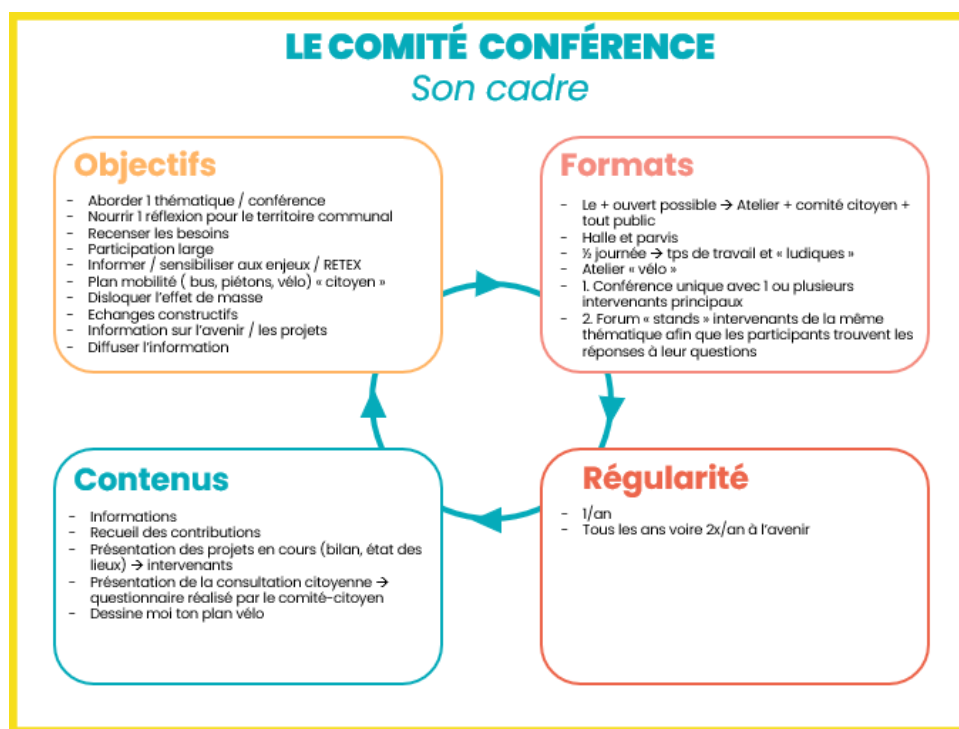 LE COMITÉ CONFÉRENCE
Son cadre
Objectifs
- Aborder 1 thématique / conférence
- Nourrir 1 réflexion pour le territoire communal
- Recenser les besoins
- Participation large
- Informer / sensibiliser aux enjeux / RETEX
- Plan mobilité ( bus, piétons, vélo) « citoyen »
- Disloquer l'effet de masse
- Echanges constructifs
- Information sur l'avenir / les projets
- Diffuser l'information
Formats
- Le + ouvert possible → Atelier + comité citoyen +
tout public
- Halle et parvis
- ½ journée → tps de travail et « ludiques »
- Atelier « vélo »
- 1. Conférence unique avec 1 ou plusieurs
intervenants principaux
- 2. Forum « stands » intervenants de la même
thématique afin que les participants trouvent les
réponses à leur questions
Contenus
- Informations
- Recueil des contributions
- Présentation des projets en cours (bilan, état des
lieux) → intervenants
- Présentation de la consultation citoyenne →
questionnaire réalisé par le comité-citoyen
- Dessine moi ton plan vélo
Régularité
- 1/an
- Tous les ans voire 2x/an à l'avenir